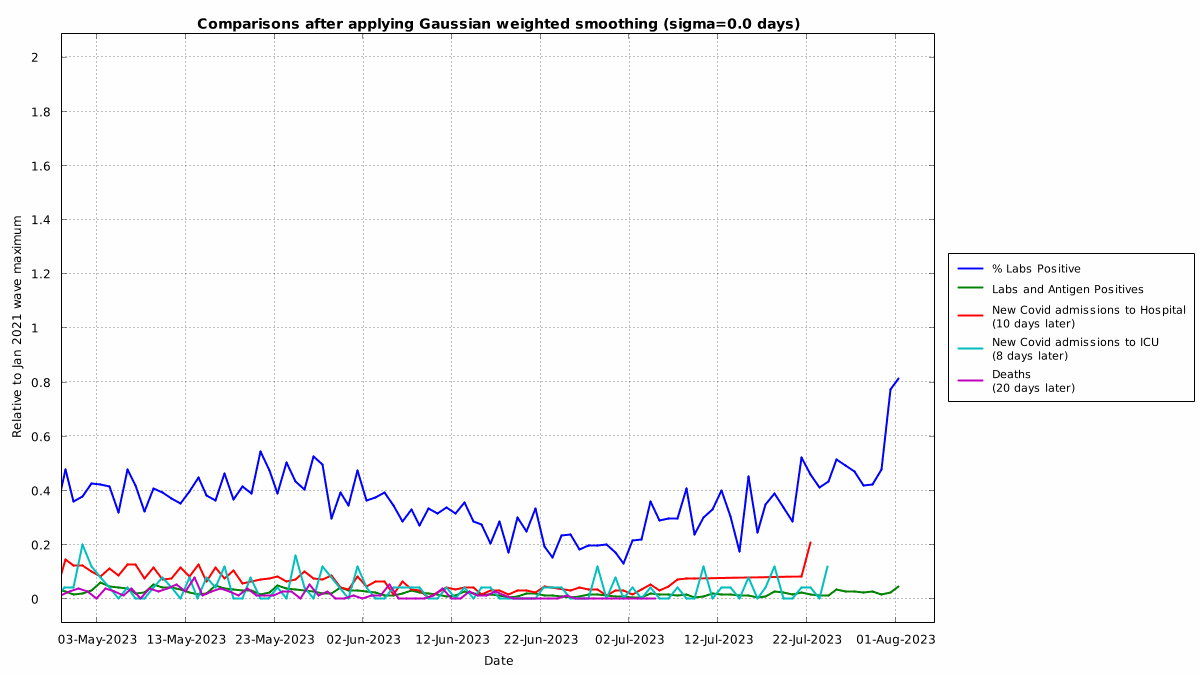 Comparisons after applying Gaussian weighted smoothing (sigma=0.0 days)
Relative to Jan 2021 wave maximum
2
1.8
1.6
1.4
1.2
1
0.8
0.6
0.4
0.2
0
03-May-2023 13-May-2023 23-May-2023 02-Jun-2023 12-Jun-2023 22-Jun-2023 02-Jul-2023 12-Jul-2023 22-Jul-2023 01-Aug-2023
Date
% Labs Positive
Labs and Antigen Positives
New Covid admissions to Hospital
(10 days later)
New Covid admissions to ICU
(8 days later)
Deaths
(20 days later)